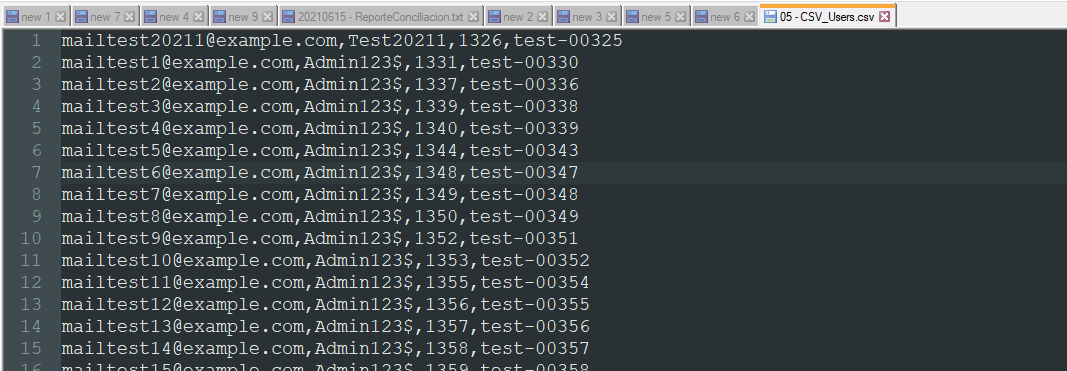 new 1 new 7 new 4 new 9 20210615 - ReporteConciliacion.txt new 2 new 3 new 5 new 6 05 - CSV_Users.csv
1 mailtest20211@example.com,Test20211,1326,test-00325
2 mailtest1@example.com,Admin123$,1331,test-00330
3 mailtest2@example.com,Admin123$,1337,test-00336
4 mailtest3@example.com,Admin123$,1339,test-00338
5 mailtest4@example.com,Admin123$,1340,test-00339
6 mailtest5@example.com,Admin123$,1344,test-00343
7 mailtest6@example.com,Admin123$,1348,test-00347
8 mailtest7@example.com,Admin123$,1349,test-00348
9 mailtest8@example.com,Admin123$,1350,test-00349
10 mailtest9@example.com,Admin123$,1352,test-00351
11 mailtest10@example.com,Admin123$,1353,test-00352
12 mailtest11@example.com,Admin123$,1355,test-00354
13 mailtest12@example.com,Admin123$,1356,test-00355
14 mailtest13@example.com,Admin123$,1357,test-00356
15 mailtest14@example.com,Admin123$,1358,test-00357
16 mailtest15@example.com,Admin123$,1359,test-00358